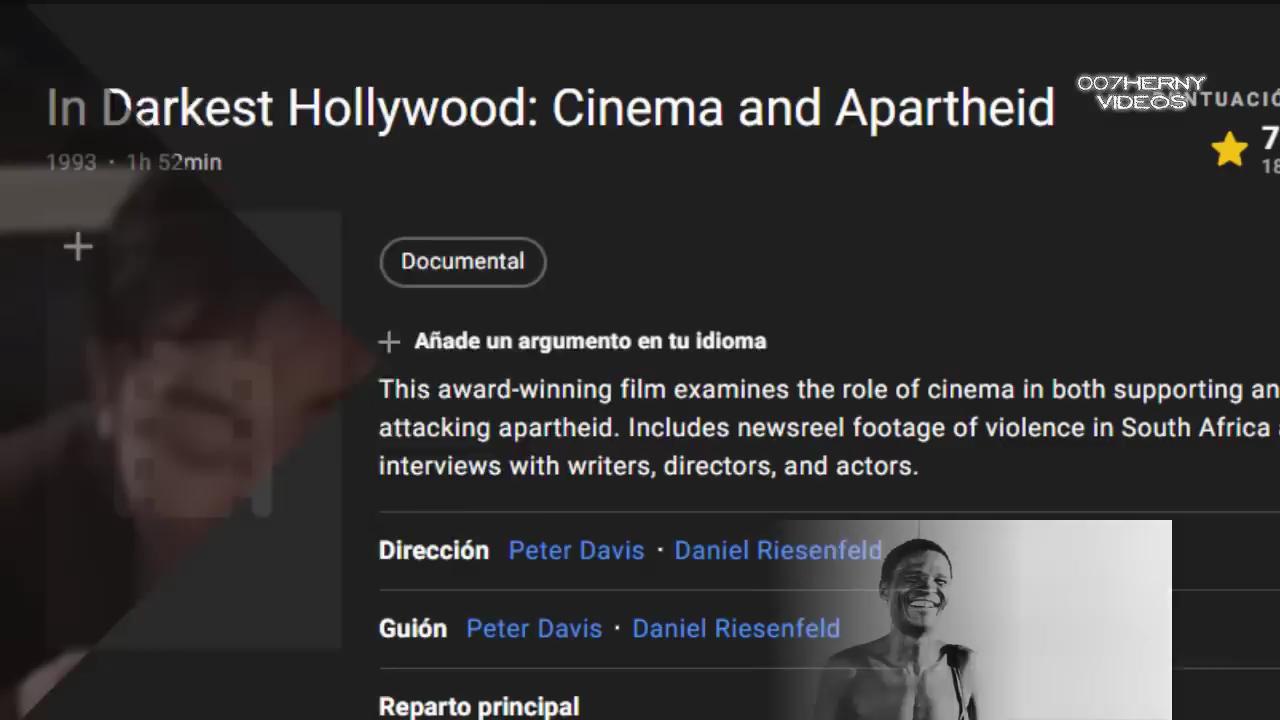 In Darkest Hollywood: Cinema and Apartheid
007HERNY
VIDEOS
1993 · 1h 52min
7
18
Documental
Añade un argumento en tu idioma
This award-winning film examines the role of cinema in both supporting an
attacking apartheid. Includes newsreel footage of violence in South Africa
interviews with writers, directors, and actors.
Dirección Peter Davis · Daniel Riesenfeld
Guión Peter Davis · Daniel Riesenfeld
Reparto principal